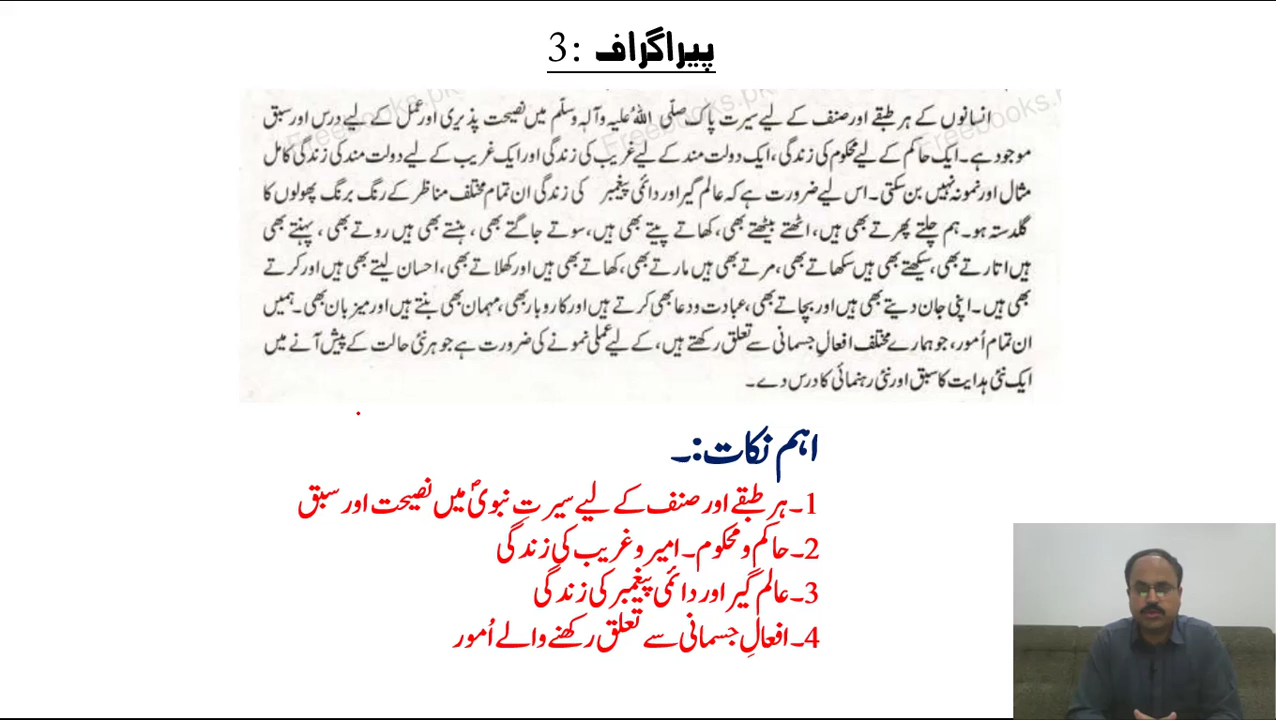 پیراگراف :3
انسانوں کے ہر طبقے اور صنف کے لیے سیرت پاک صلّی اللہُ علیہ وآلہٖ وسلّم میں نصیحت پذیری اور عمل کے لیے درس اور سبق
موجود ہے۔ ایک حاکم کے لیے محکوم کی زندگی، ایک دولت مند کے لیے غریب کی زندگی اور ایک غریب کے لیے دولت مند کی زندگی کامل
مثال اور نمونہ نہیں بن سکتی۔ اس لیے ضرورت ہے کہ عالم گیر اور دائمی پیغمبر کی زندگی ان تمام مختلف مناظر کے رنگ برنگ پھولوں کا
گلدستہ ہو۔ ہم چلتے پھرتے بھی ہیں، اٹھتے بیٹھتے بھی، کھاتے پیتے بھی ہیں، سوتے جاگتے بھی، ہنستے بھی ہیں روتے بھی، پہنتے بھی
ہیں اتارتے بھی، سیکھتے بھی ہیں سکھاتے بھی، مرتے بھی ہیں مارتے بھی، کھاتے بھی ہیں اور کھلاتے بھی، احسان لیتے بھی ہیں اور کرتے
بھی ہیں۔ اپنی جان دیتے بھی ہیں اور بچاتے بھی، عبادت و دعا بھی کرتے ہیں اور کاروبار بھی، مہمان بھی بنتے ہیں اور میزبان بھی۔ ہمیں
ان تمام اُمور، جو ہمارے مختلف افعالِ جسمانی سے تعلق رکھتے ہیں، کے لیے عملی نمونے کی ضرورت ہے جو ہر نئی حالت کے پیش آنے میں
ایک نئی ہدایت کا سبق اور نئی رہنمائی کا درس دے۔
Freebooks.pk
Freebooks.pk
اہم نکات:۔
1۔ہر طبقے اور صنف کے لیے سیرتِ نبویؐ میں نصیحت اور سبق
2۔حاکم و محکوم۔امیر و غریب کی زندگی
3۔عالم گیر اور دائمی پیغمبر کی زندگی
4۔افعالِ جسمانی سے تعلق رکھنے والے اُمور